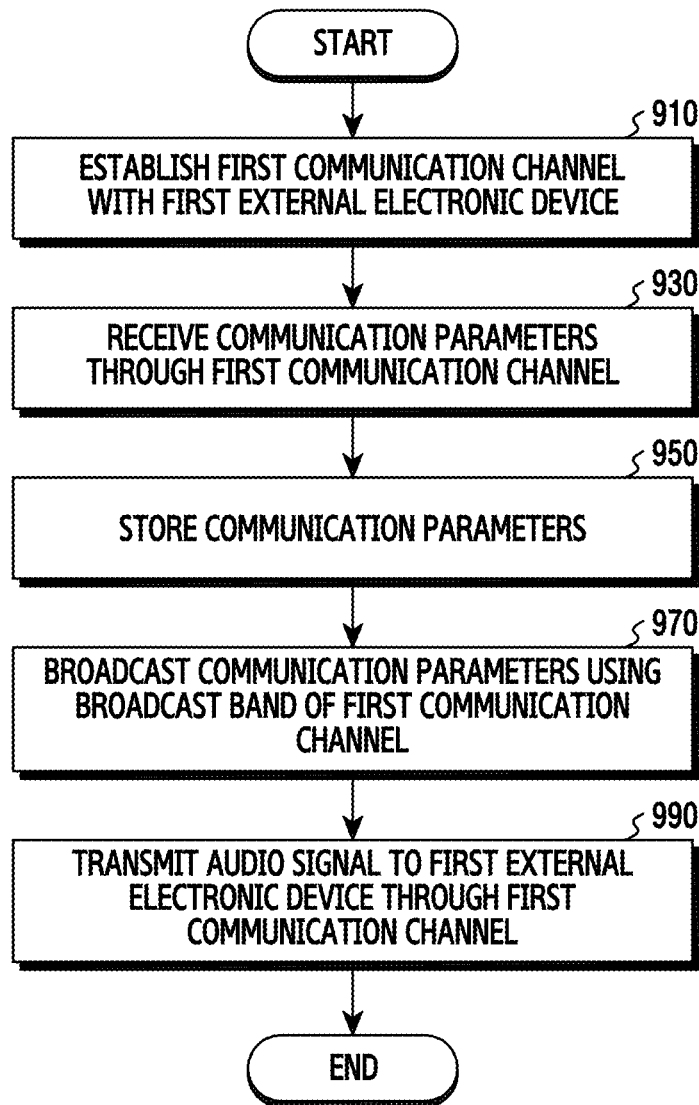 START
910
ESTABLISH FIRST COMMUNICATION CHANNEL
WITH FIRST EXTERNAL ELECTRONIC DEVICE
930
RECEIVE COMMUNICATION PARAMETERS
THROUGH FIRST COMMUNICATION CHANNEL
950
STORE COMMUNICATION PARAMETERS
970
BROADCAST COMMUNICATION PARAMETERS USING
BROADCAST BAND OF FIRST COMMUNICATION
CHANNEL
990
TRANSMIT AUDIO SIGNAL TO FIRST EXTERNAL
ELECTRONIC DEVICE THROUGH FIRST
COMMUNICATION CHANNEL
END